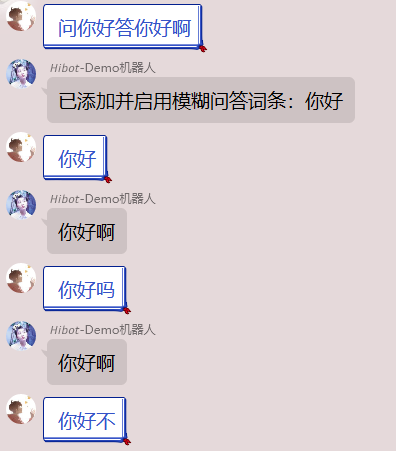 问你好答你好啊
Hibot-Demo机器人
已添加并启用模糊问答词条：你好
你好
Hibot-Demo机器人
你好啊
你好吗
Hibot-Demo机器人
你好啊
你好不